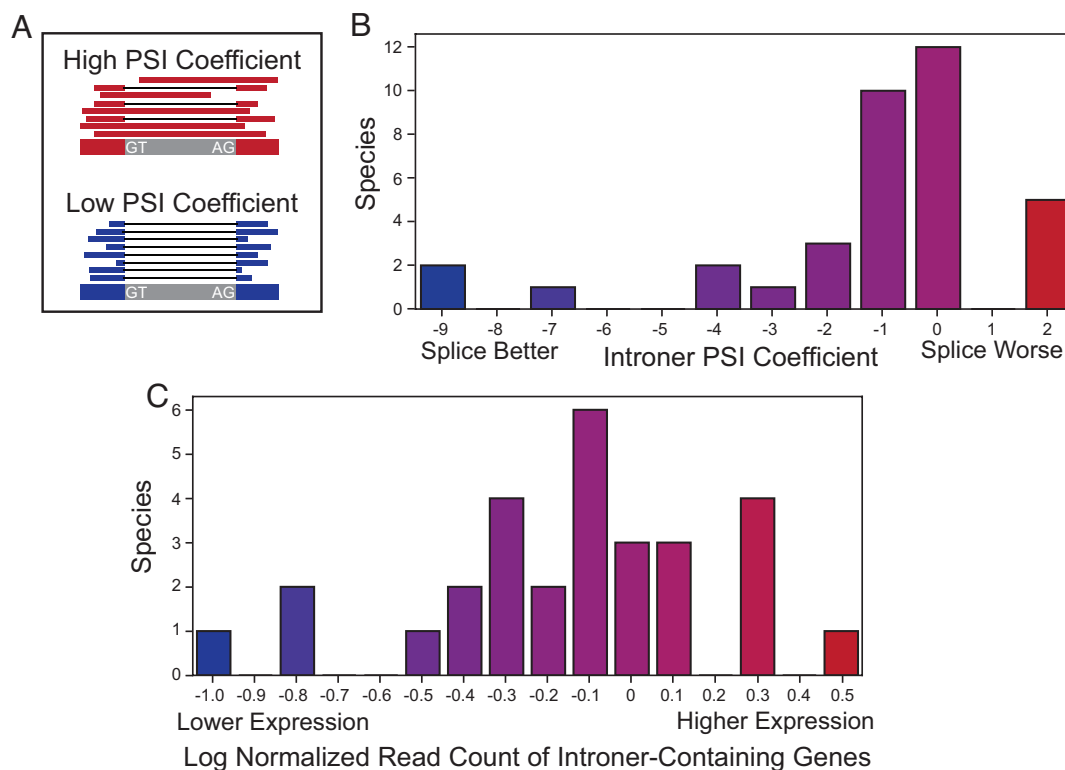 A
High PSI Coefficient
GT AG
Low PSI Coefficient
GT AG
B
12
10
8
6
4
2
0
Species
-9 -8 -7 -6 -5 -4 -3 -2 -1 0 1 2
Splice Better Introner PSI Coefficient Splice Worse
C
6
5
4
3
2
1
0
Species
-1.0 -0.9 -0.8 -0.7 -0.6 -0.5 -0.4 -0.3 -0.2 -0.1 0 0.1 0.2 0.3 0.4 0.5
Lower Expression Higher Expression
Log Normalized Read Count of Introner-Containing Genes